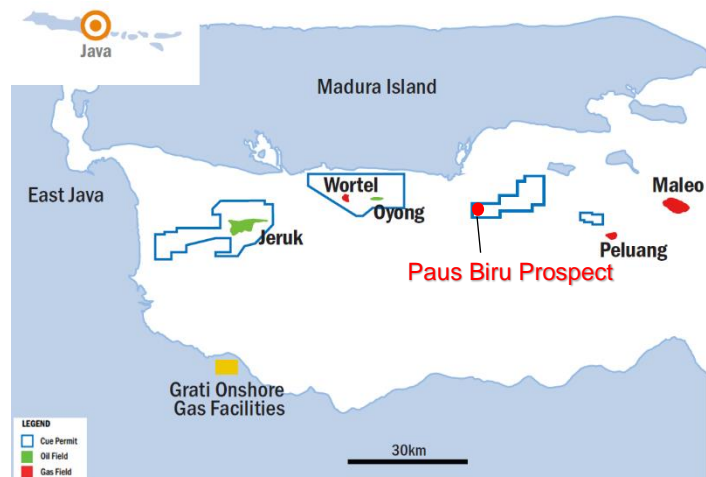 Java
Madura Island
East Java
Wortel
Oyong
Maleo
Jeruk
Peluang
Paus Biru Prospect
Grati Onshore
Gas Facilities
LEGEND
Cue Permit
Oil Field
Gas Field
30km